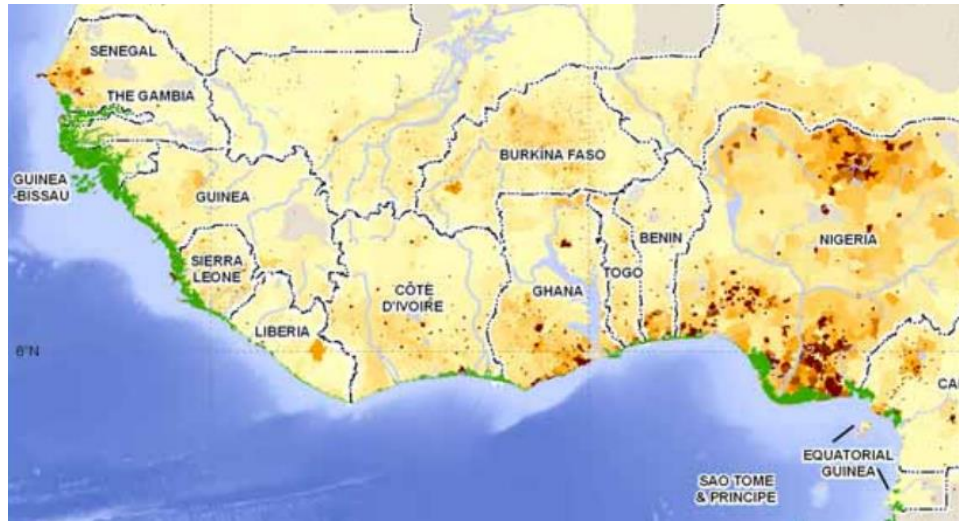 SENEGAL
THE GAMBIA
GUINEA
-BISSAU
GUINEA
SIERRA
LEONE
LIBERIA
CÔTE
D'IVOIRE
BURKINA FASO
GHANA
TOGO
BENIN
NIGERIA
6°N
CA
EQUATORIAL
GUINEA
SAO TOME
& PRINCIPE